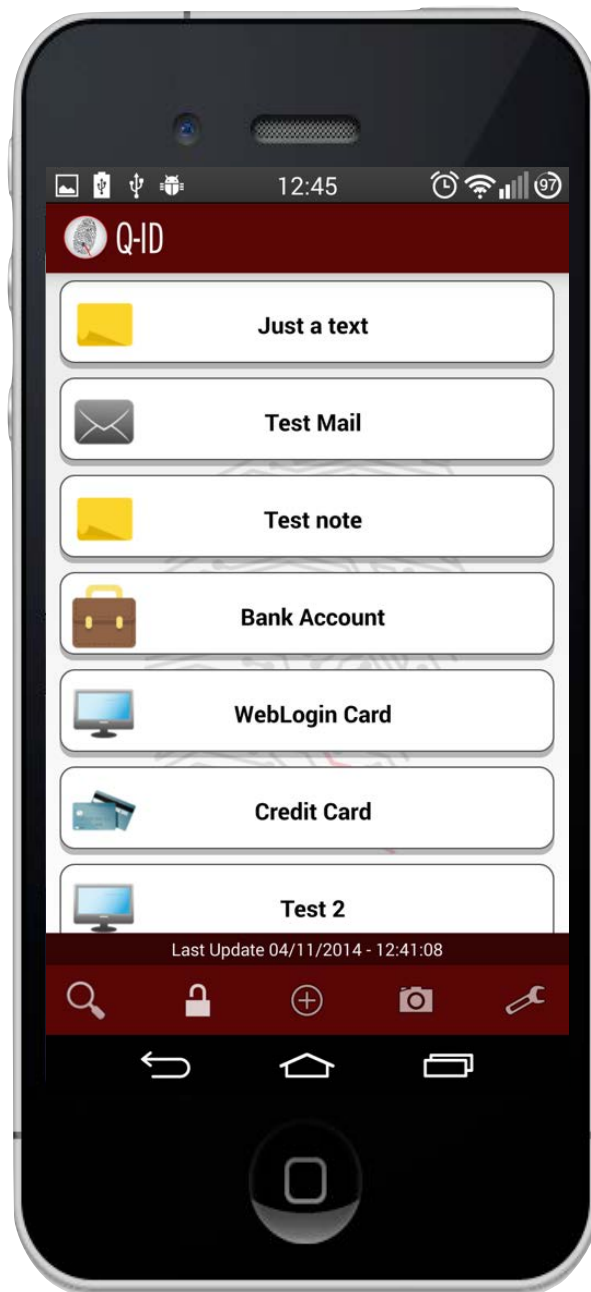 12:45
97
Q-ID
Just a text
Test Mail
Test note
Bank Account
WebLogin Card
Credit Card
Test 2
Last Update 04/11/2014 - 12:41:08